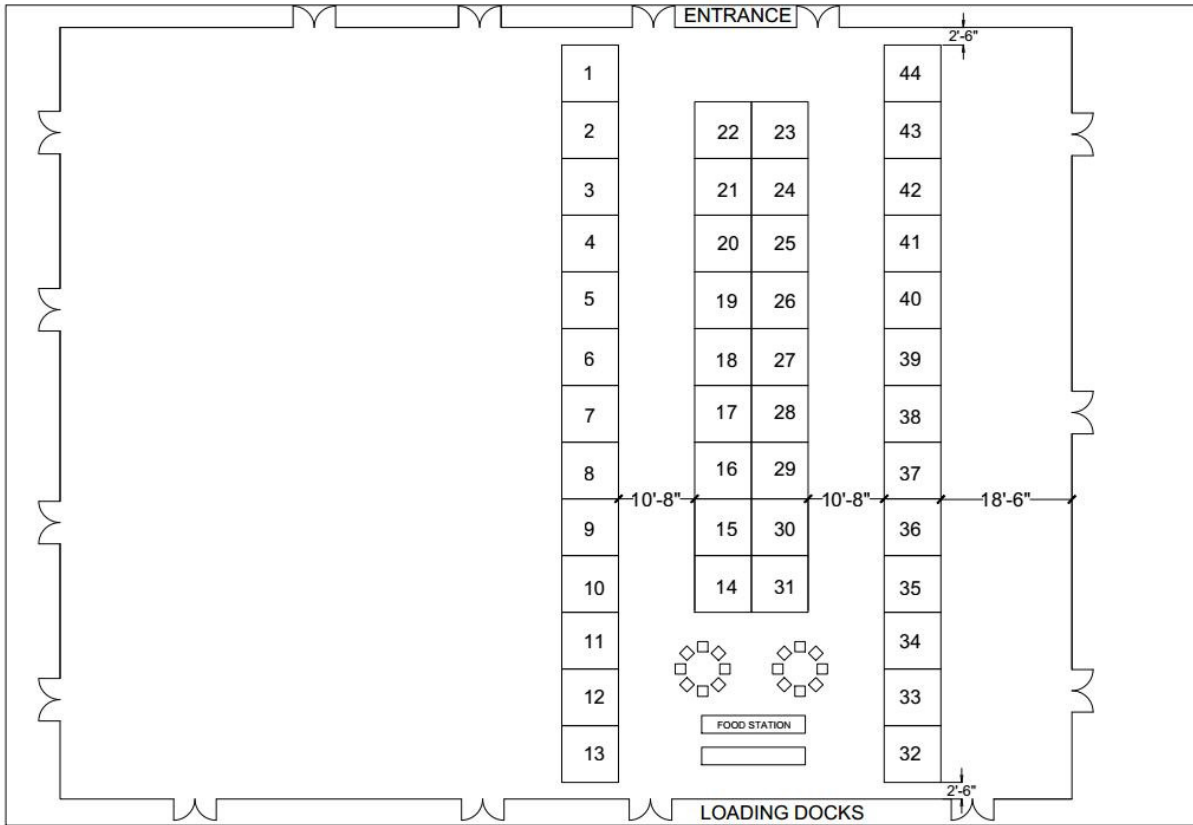 ENTRANCE
2'-6"
1 44
2 22 23 43
3 21 24 42
4 20 25 41
5 19 26 40
6 18 27 39
7 17 28 38
8 16 29 37
10'-8" 10'-8" 18'-6"
9 15 30 36
10 14 31 35
11 34
12 33
FOOD STATION
13 32
2'-6"
LOADING DOCKS